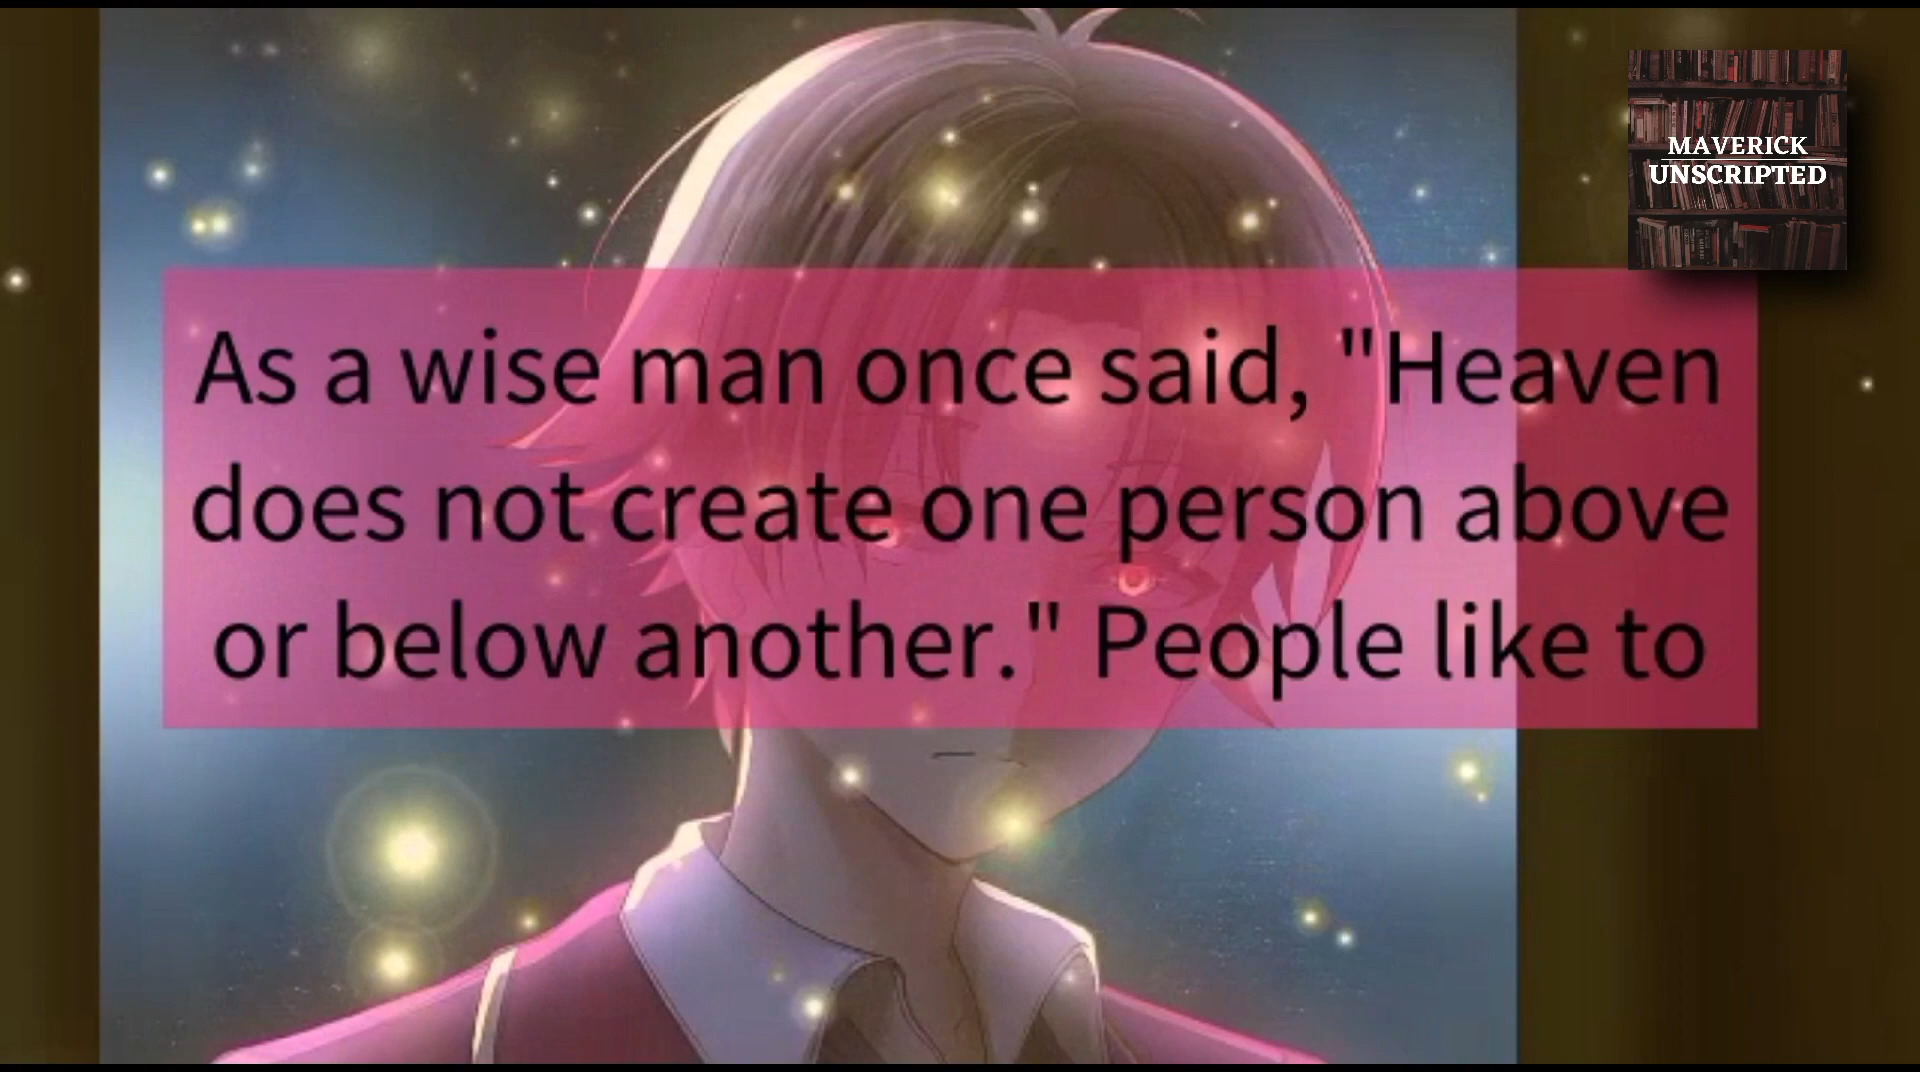 MAVERICK
UNSCRIPTED
As a wise man once said, "Heaven
does not create one person above
or below another." People like to